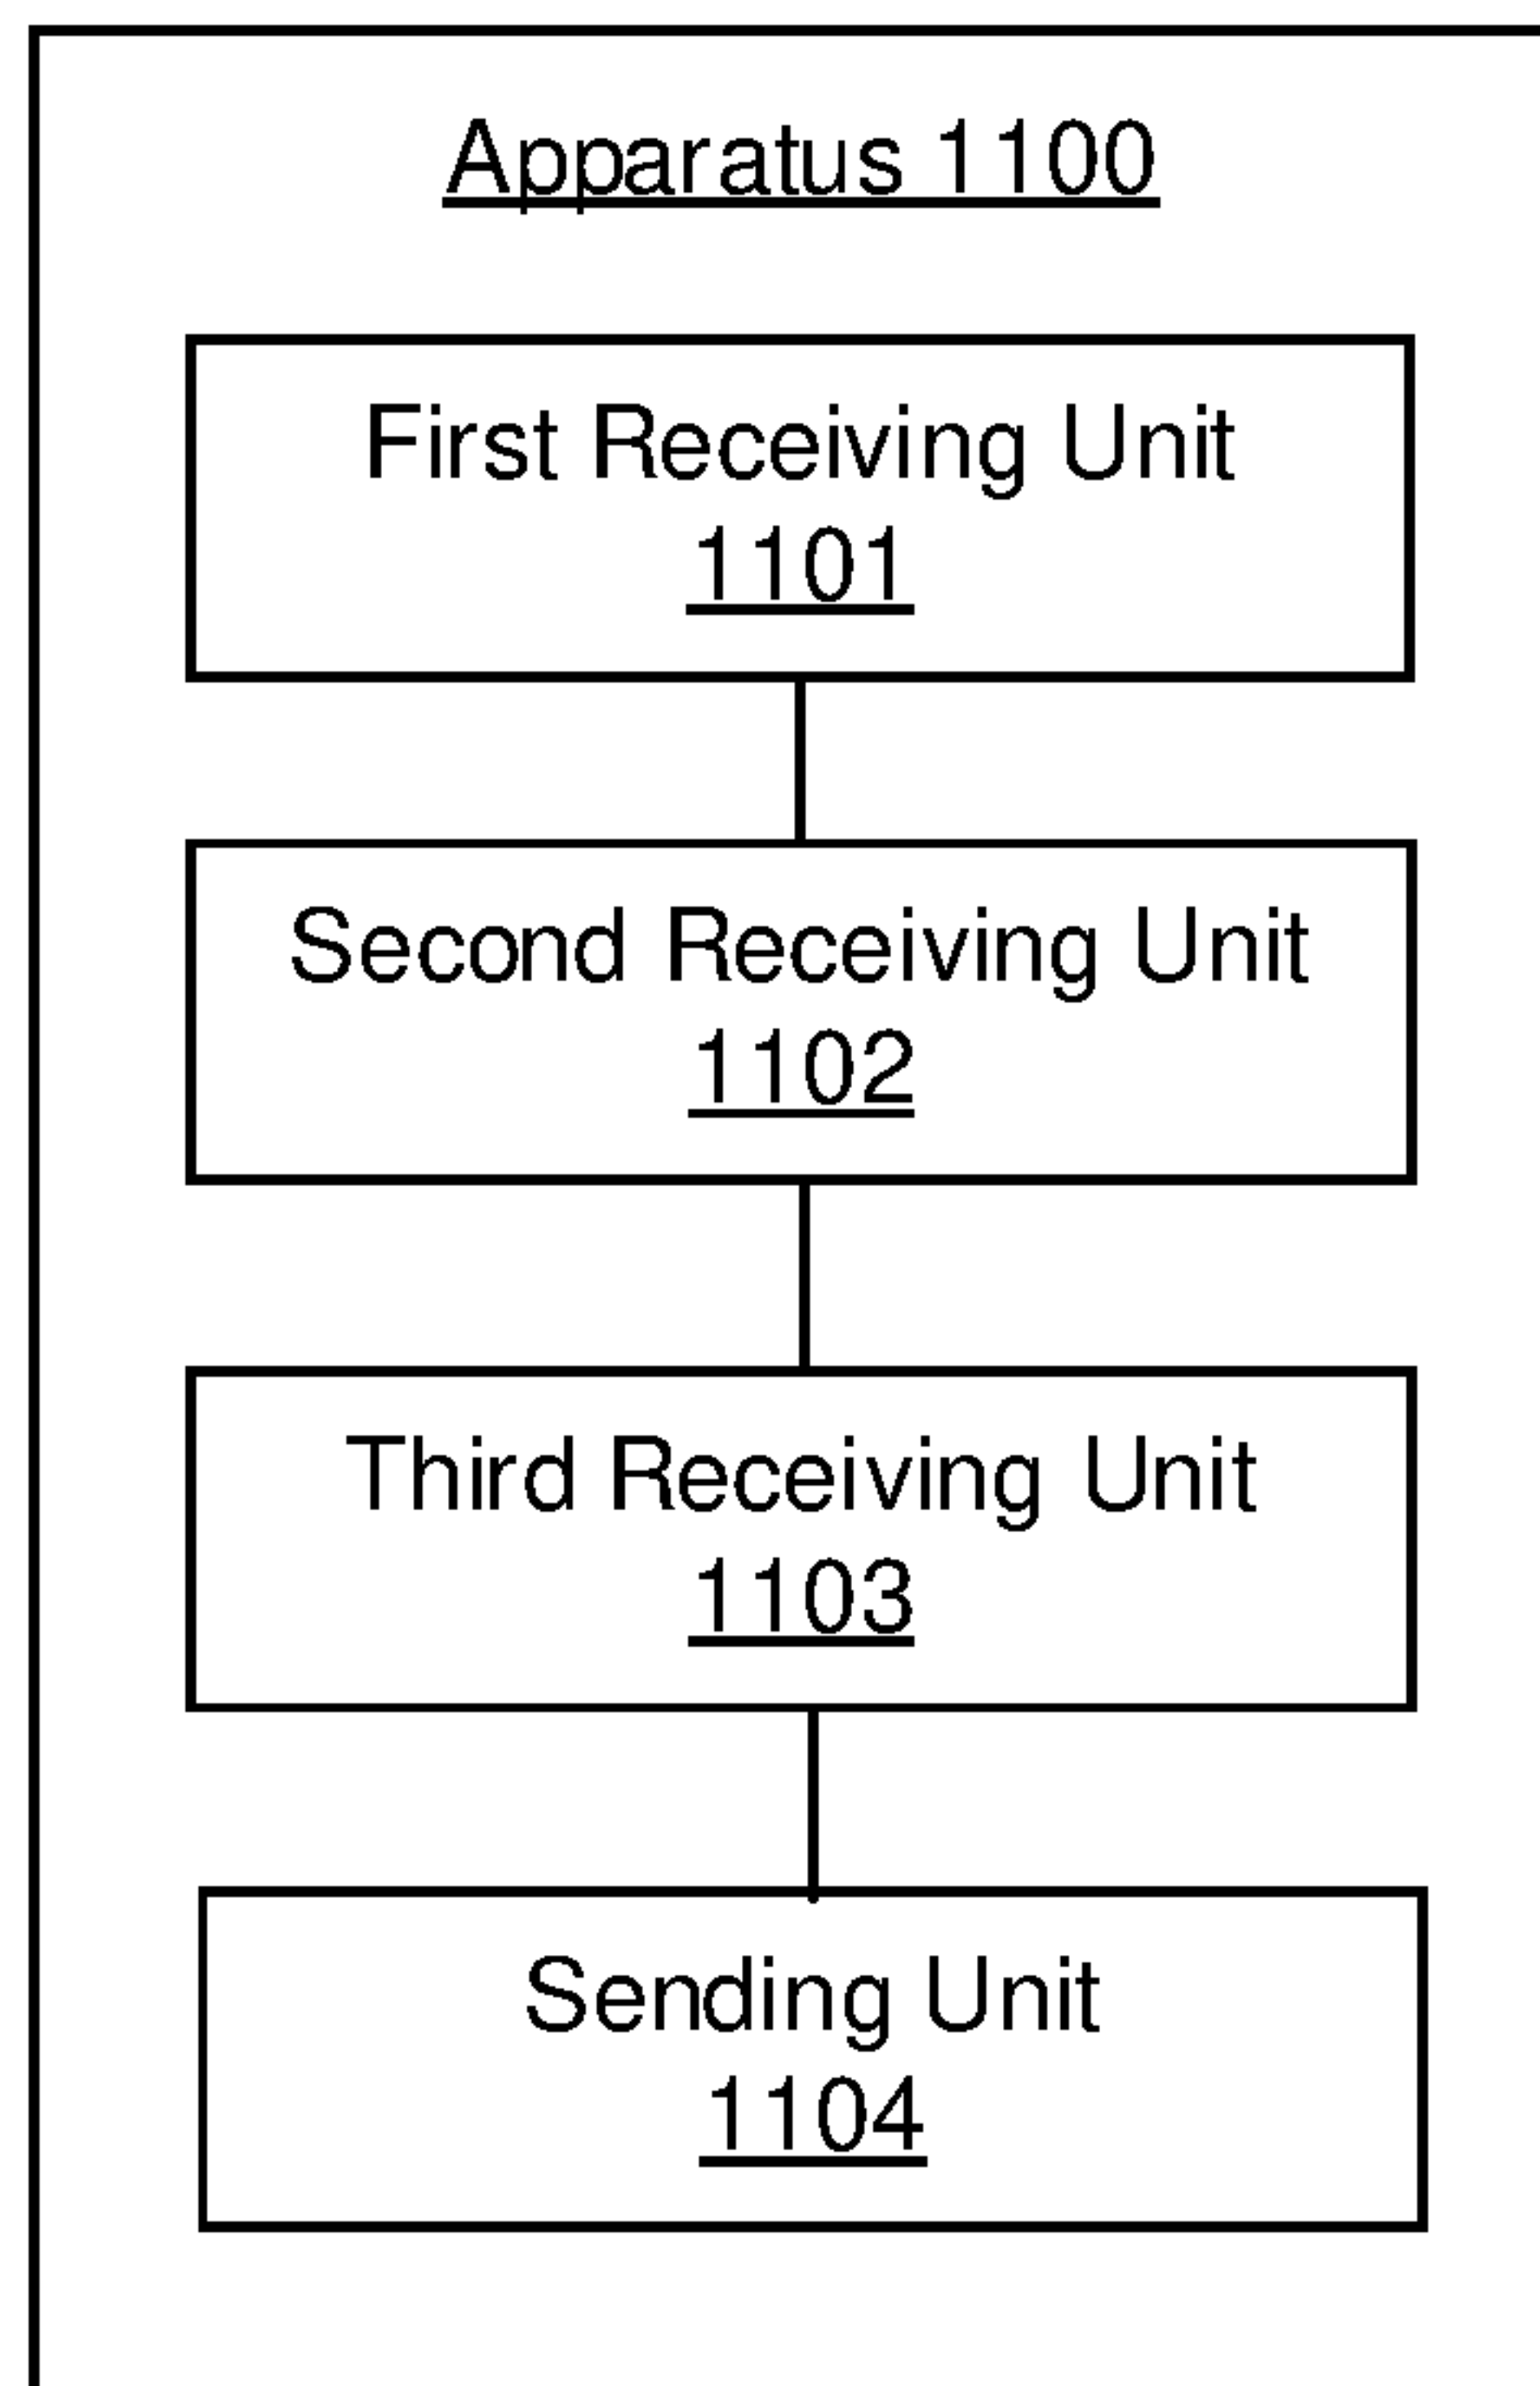 Apparatus 1100
First Receiving Unit
1101
Second Receiving Unit
1102
Third Receiving Unit
1103
Sending Unit
1104